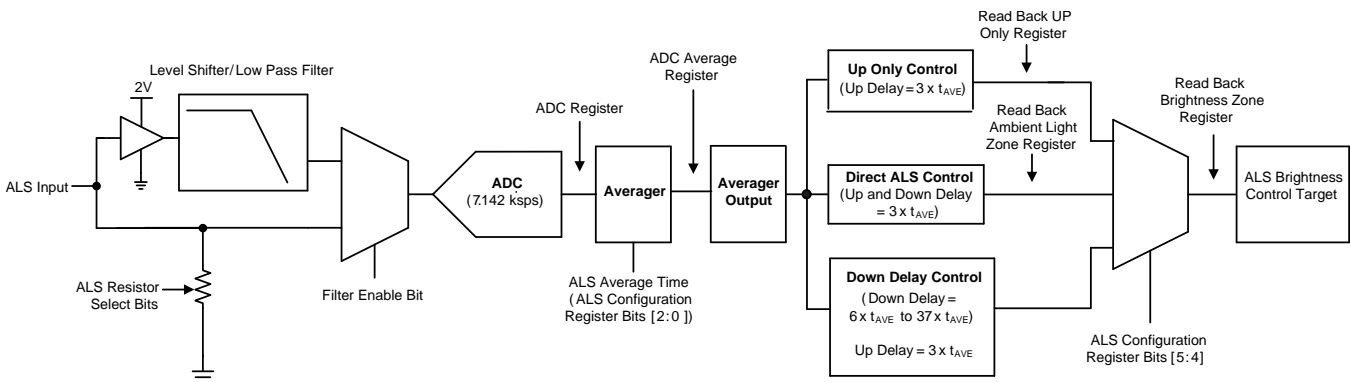 Level Shifter/Low Pass Filter
2V
ALS Input
ALS Resistor
Select Bits
Filter Enable Bit
ADC
(7.142 ksps)
ADC Register
Averager
ALS Average Time
(ALS Configuration
Register Bits [2:0])
ADC Average
Register
Averager
Output
Up Only Control
(Up Delay = 3 x tAVE)
Read Back UP
Only Register
Direct ALS Control
(Up and Down Delay
= 3 x tAVE)
Read Back
Ambient Light
Zone Register
Down Delay Control
(Down Delay =
6 x tAVE to 37 x tAVE)
Up Delay = 3 x tAVE
ALS Configuration
Register Bits [5:4]
Read Back
Brightness Zone
Register
ALS Brightness
Control Target